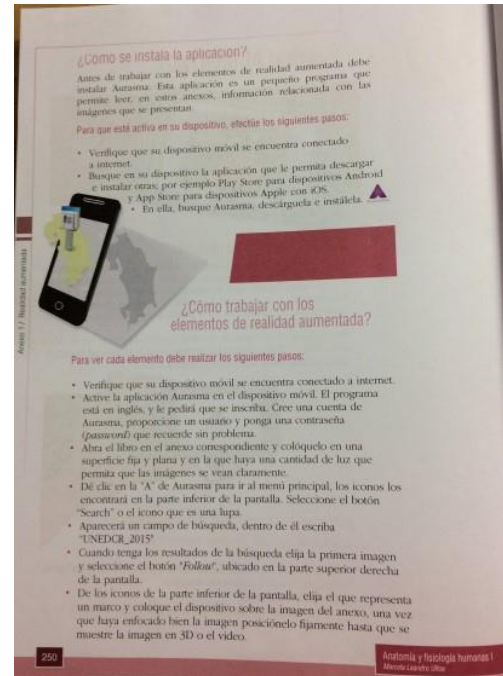 ¿Cómo se instala la aplicación?
Antes de trabajar con los elementos de realidad aumentada debe
instalar Aurasma. Esta aplicación es un pequeño programa que
permite leer, en estos anexos, información relacionada con las
imágenes que se presentan.
Para que esté activa en su dispositivo, efectúe los siguientes pasos:
• Verifique que su dispositivo móvil se encuentra conectado
a internet.
• Busque en su dispositivo la aplicación que le permita descargar
e instalar otras; por ejemplo Play Store para dispositivos Android
y App Store para dispositivos Apple con iOS.
• En ella, busque Aurasma, descárguela e instálela.
Anexo 1 / Realidad aumentada
¿Cómo trabajar con los
elementos de realidad aumentada?
Para ver cada elemento debe realizar los siguientes pasos:
• Verifique que su dispositivo móvil se encuentra conectado a internet.
• Active la aplicación Aurasma en el dispositivo móvil. El programa
está en inglés, y le pedirá que se inscriba. Cree una cuenta de
Aurasma, proporcione un usuario y ponga una contraseña
(password) que recuerde sin problema.
• Abra el libro en el anexo correspondiente y colóquelo en una
superficie fija y plana y en la que haya una cantidad de luz que
permita que las imágenes se vean claramente.
• Dé clic en la "A" de Aurasma para ir al menú principal, los iconos los
encontrará en la parte inferior de la pantalla. Seleccione el botón
"Search" o el icono que es una lupa.
• Aparecerá un campo de búsqueda, dentro de él escriba
"UNEDCR_2015"
• Cuando tenga los resultados de la búsqueda elija la primera imagen
y seleccione el botón "Follow", ubicado en la parte superior derecha
de la pantalla.
• De los iconos de la parte inferior de la pantalla, elija el que representa
un marco y coloque el dispositivo sobre la imagen del anexo, una vez
que haya enfocado bien la imagen posiciónelo fijamente hasta que se
muestre la imagen en 3D o el video.
250
Anatomía y fisiología humanas I
Marcela Leandro Ulloa